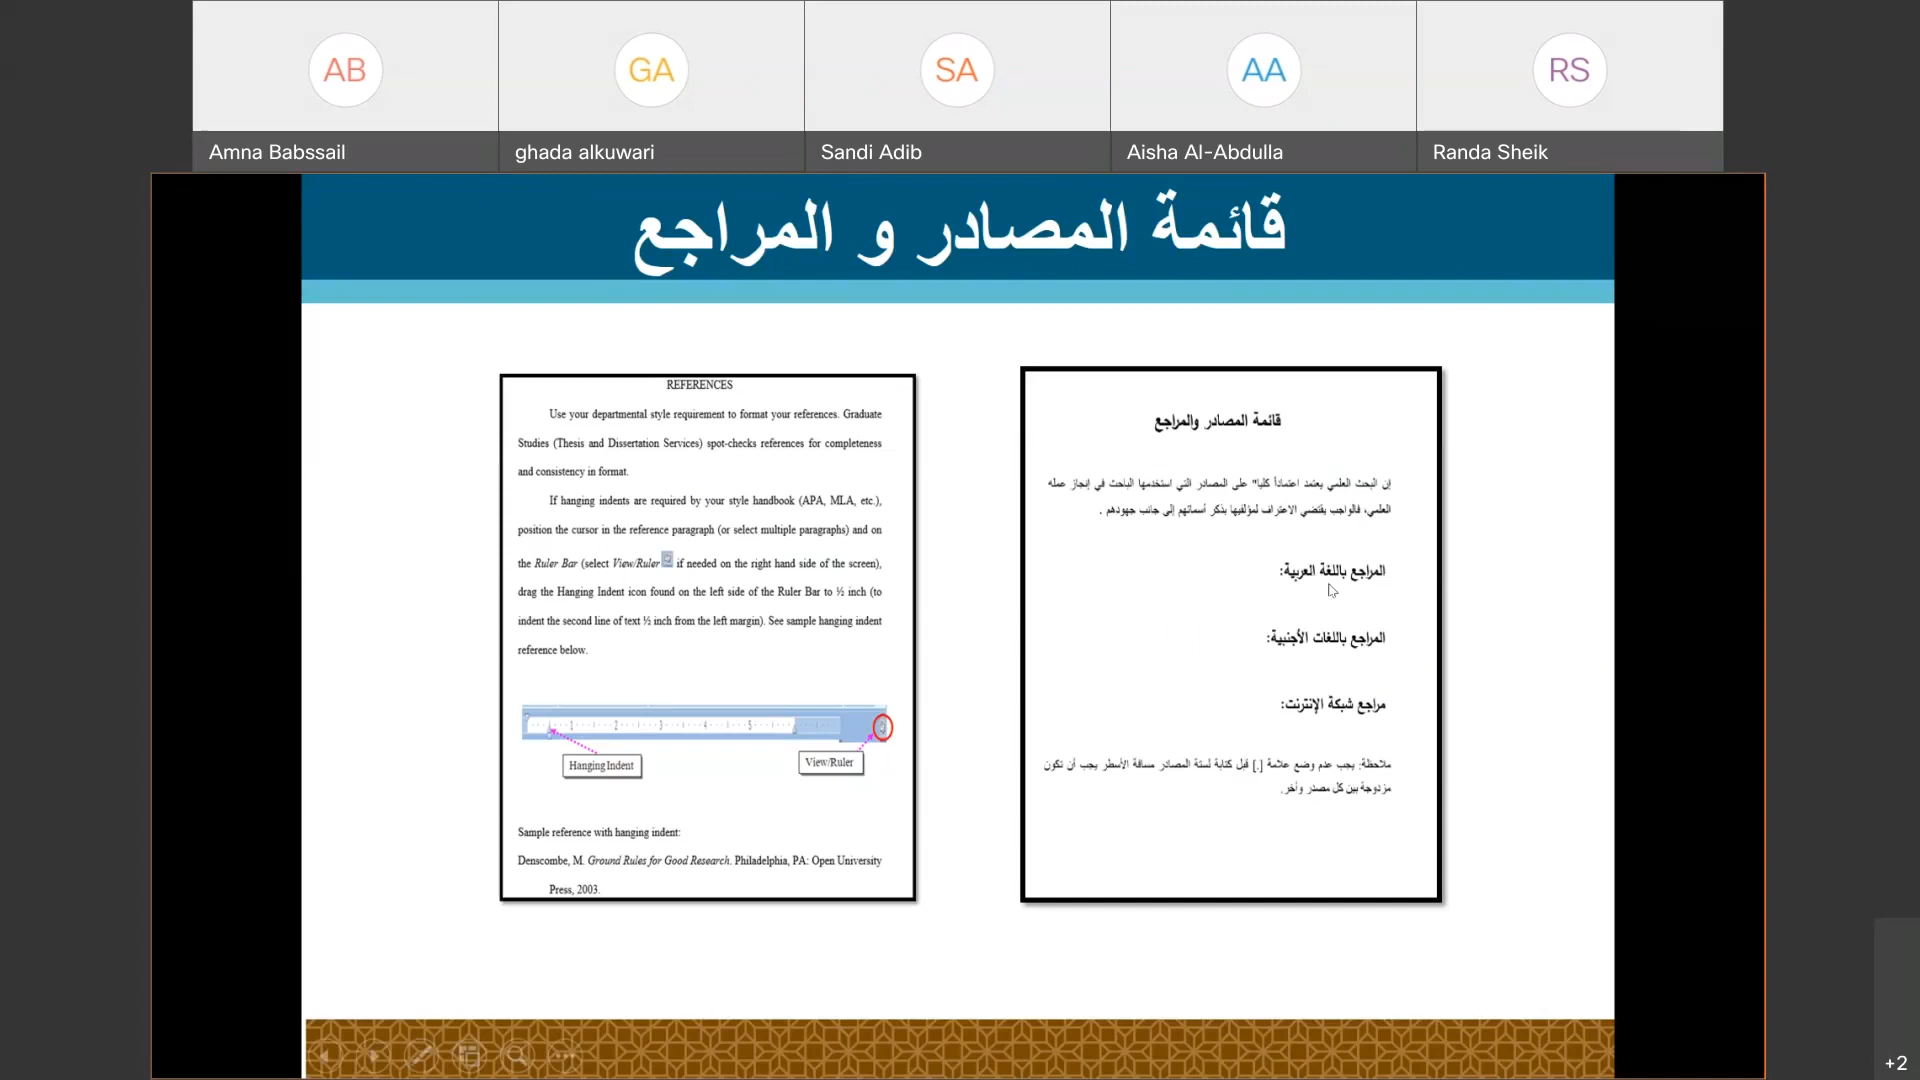 AB
GA
SA
AA
RS
Amna Babssail
ghada alkuwari
Sandi Adib
Aisha Al-Abdulla
Randa Sheik
قائمة المصادر و المراجع
REFERENCES
Use your departmental style requirement to format your references. Graduate
Studies (Thesis and Dissertation Services) spot-checks references for completeness
and consistency in format.
If hanging indents are required by your style handbook (APA, MLA, etc.),
position the cursor in the reference paragraph (or select multiple paragraphs) and on
the Ruler Bar (select View/Ruler if needed on the right hand side of the screen),
drag the Hanging Indent icon found on the left side of the Ruler Bar to ½ inch (to
indent the second line of text ½ inch from the left margin). See sample hanging indent
reference below.
1 2 3 4 5
Hanging Indent
View/Ruler
Sample reference with hanging indent:
Denscombe, M. Ground Rules for Good Research. Philadelphia, PA: Open University
Press, 2003.
قائمة المصادر والمراجع
إن البحث العلمي يعتمد اعتماداً كليا" على المصادر التي استخدمها الباحث في إنجاز عمله
العلمي، فالواجب يقتضي الاعتراف لمؤلفيها بذكر أسمائهم إلى جانب جهودهم .
المراجع باللغة العربية:
المراجع باللغات الأجنبية:
مراجع شبكة الإنترنت:
ملاحظة: يجب عدم وضع علامة [.] قبل كتابة لستة المصادر مسافة الأسطر يجب أن تكون
مزدوجة بين كل مصدر وأخر.
+2